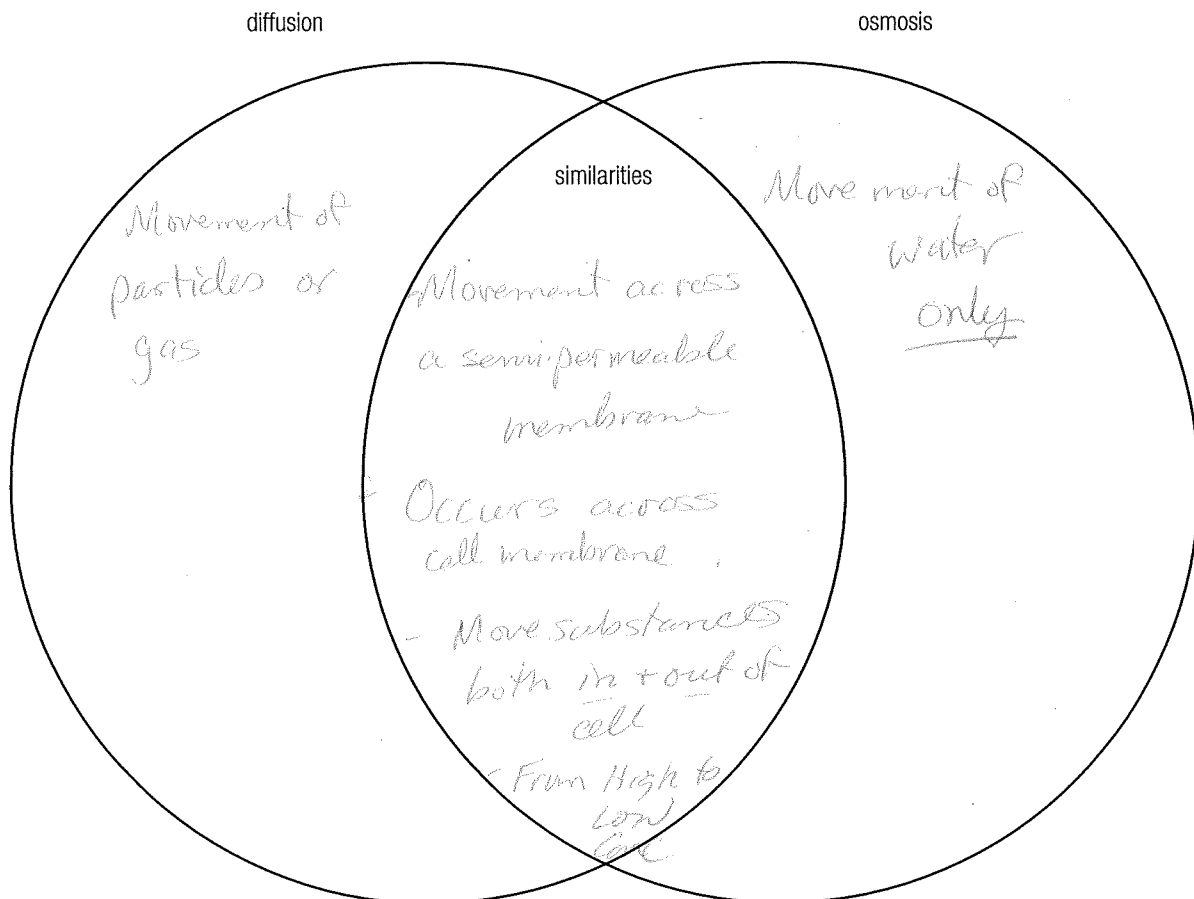 diffusion
osmosis
similarities
Movement of
particles or
gas
- Movement across
a semi-permeable
membrane
- Occurs across
cell membrane.
- Move substances
both in + out of
cell
- From High to
Low
Conc.
Movement of
water
only